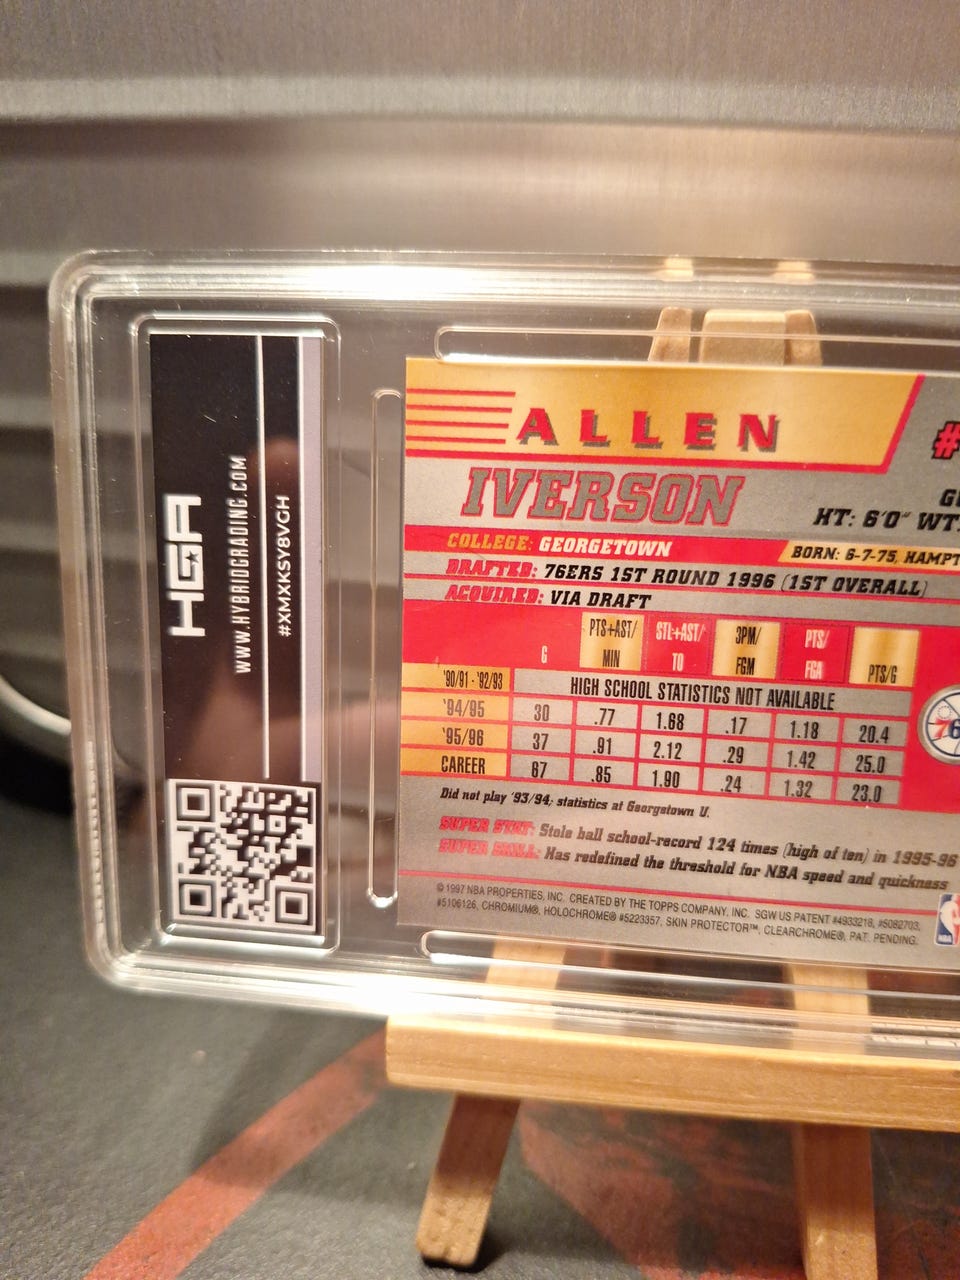 HGA
WWW.HYBRIDGRADING.COM
#XMXKSY8VGH
ALLEN
#
IVERSON
HT: 6'0" WT
COLLEGE: GEORGETOWN
BORN: 6-7-75, HAMPT
DRAFTED: 76ERS 1ST ROUND 1996 (1ST OVERALL)
ACQUIRED: VIA DRAFT
G PTS+AST/ MIN STL+AST/ TO 3PM/ FGM PTS/ FGA PTS/G
'90/91 - '92/93 HIGH SCHOOL STATISTICS NOT AVAILABLE
'94/95 30 .77 1.68 .17 1.18 20.4
'95/96 37 .91 2.12 .29 1.42 25.0
CAREER 67 .85 1.90 .24 1.32 23.0
Did not play '93/94; statistics at Georgetown U.
SUPER STAT: Stole ball school-record 124 times (high of ten) in 1995-96
SUPER SKILL: Has redefined the threshold for NBA speed and quickness
© 1997 NBA PROPERTIES, INC. CREATED BY THE TOPPS COMPANY, INC. SGW US PATENT #4933218, #5082703,
#5106126, CHROMIUM®, HOLOCHROME® #5223357, SKIN PROTECTOR™, CLEARCHROME®, PAT. PENDING.
NBA